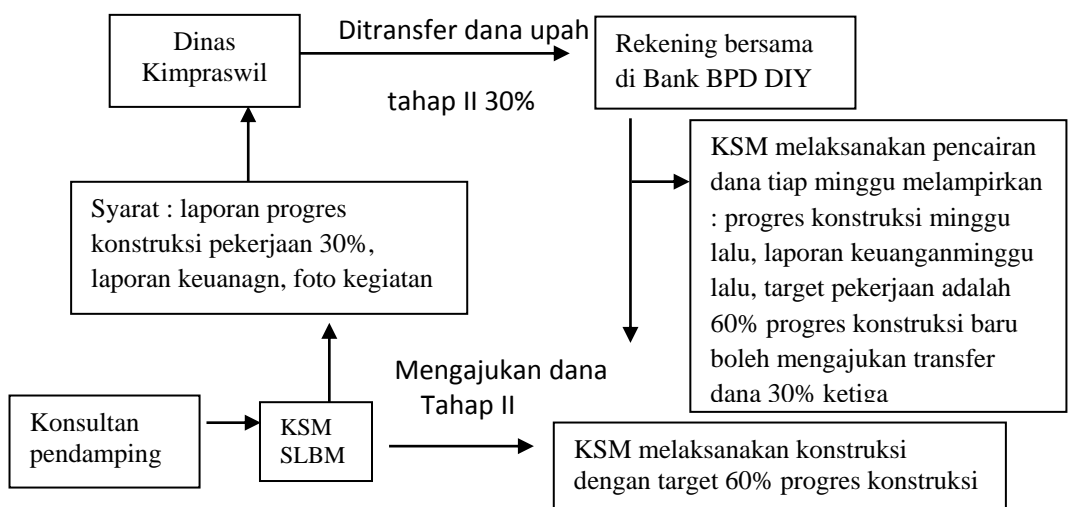 Dinas
Kimpraswil
Ditransfer dana upah
tahap II 30%
Rekening bersama
di Bank BPD DIY
KSM melaksanakan pencairan
dana tiap minggu melampirkan
: progres konstruksi minggu
lalu, laporan keuanganminggu
lalu, target pekerjaan adalah
60% progres konstruksi baru
boleh mengajukan transfer
dana 30% ketiga
Syarat : laporan progres
konstruksi pekerjaan 30%,
laporan keuanagn, foto kegiatan
Mengajukan dana
Tahap II
Konsultan
pendamping
KSM
SLBM
KSM melaksanakan konstruksi
dengan target 60% progres konstruksi